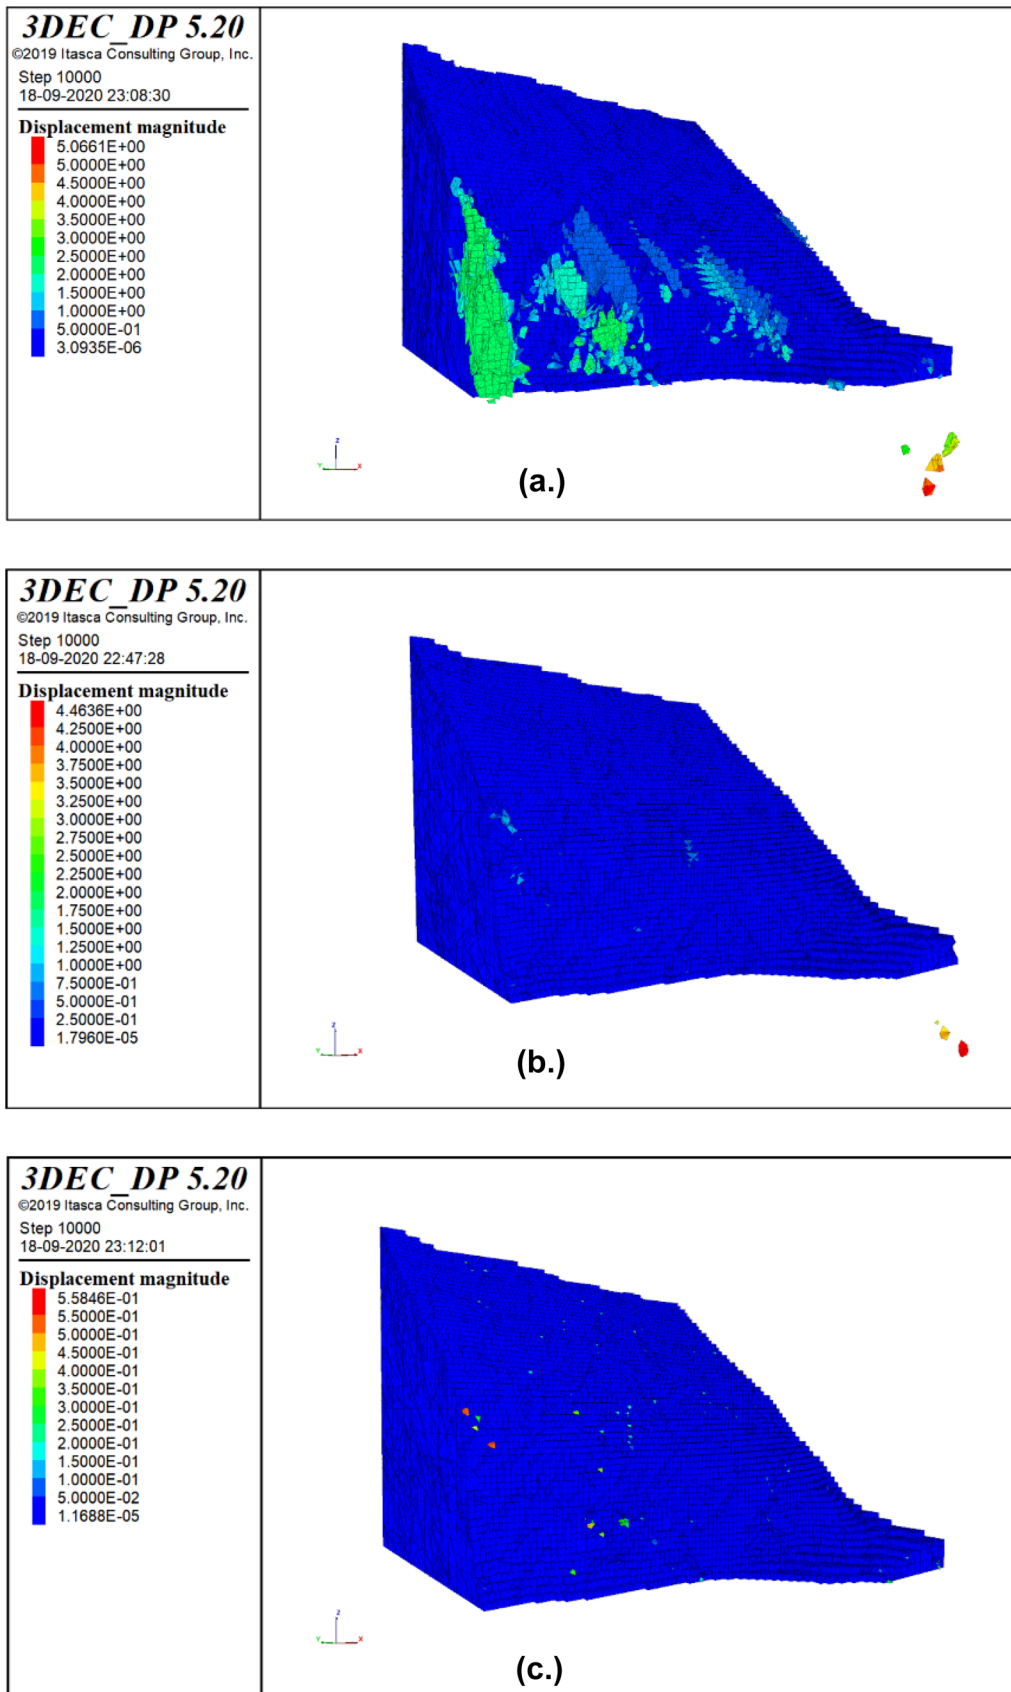 3DEC_DP 5.20
©2019 Itasca Consulting Group, Inc.
Step 10000
18-09-2020 23:08:30
Displacement magnitude
5.0661E+00
5.0000E+00
4.5000E+00
4.0000E+00
3.5000E+00
3.0000E+00
2.5000E+00
2.0000E+00
1.5000E+00
1.0000E+00
5.0000E-01
3.0935E-06
Z
Y
X
(a.)
3DEC_DP 5.20
©2019 Itasca Consulting Group, Inc.
Step 10000
18-09-2020 22:47:28
Displacement magnitude
4.4636E+00
4.2500E+00
4.0000E+00
3.7500E+00
3.5000E+00
3.2500E+00
3.0000E+00
2.7500E+00
2.5000E+00
2.0000E+00
1.7500E+00
1.5000E+00
1.2500E+00
1.0000E+00
7.5000E-01
5.0000E-01
2.5000E-01
1.7960E-05
Z
Y
X
(b.)
3DEC_DP 5.20
©2019 Itasca Consulting Group, Inc.
Step 10000
18-09-2020 23:12:01
Displacement magnitude
5.5846E-01
5.5000E-01
5.0000E-01
4.5000E-01
4.0000E-01
3.5000E-01
3.0000E-01
2.5000E-01
2.0000E-01
1.5000E-01
1.0000E-01
5.0000E-02
1.1688E-05
Z
Y
X
(c.)